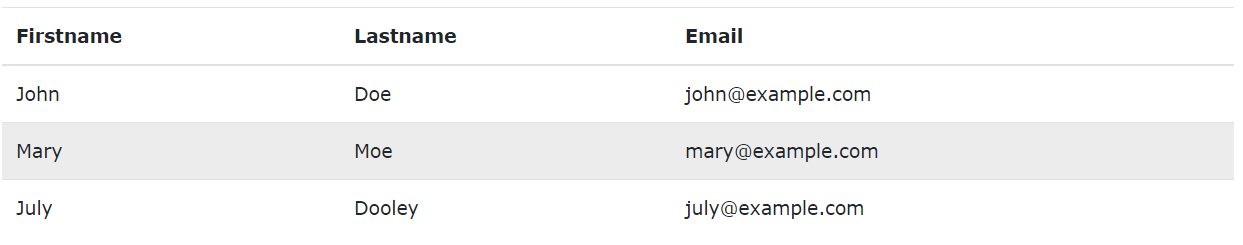 Firstname Lastname Email
John Doe john@example.com
Mary Moe mary@example.com
July Dooley july@example.com